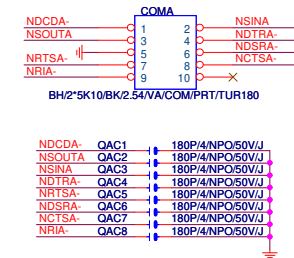 COMA
NDCDA- 1 2 NSINA
NSOUTA 3 4 NDTRA-
5 6 NDSRA-
NRTSA- 7 8 NCTSA-
NRIA- 9 10
BH/2*5K10/BK/2.54/VA/COM/PRT/TUR180
NDCDA- QAC1 180P/4/NPO/50V/J
NSOUTA QAC2 180P/4/NPO/50V/J
NSINA QAC3 180P/4/NPO/50V/J
NDTRA- QAC4 180P/4/NPO/50V/J
NRTSA- QAC5 180P/4/NPO/50V/J
NDSRA- QAC6 180P/4/NPO/50V/J
NCTSA- QAC7 180P/4/NPO/50V/J
NRIA- QAC8 180P/4/NPO/50V/J